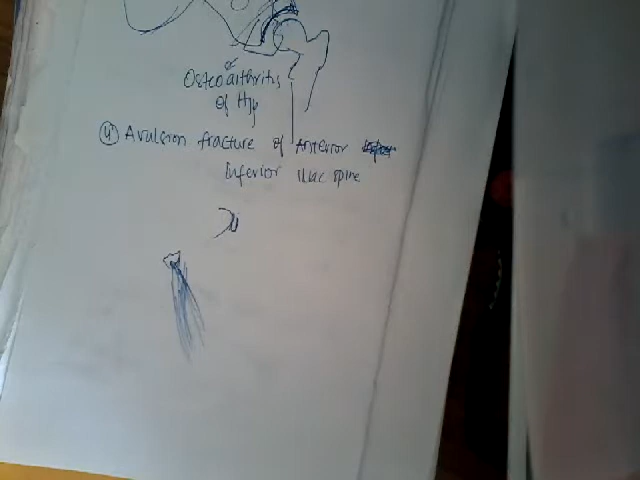 Osteoarthritis
of Hip
4) Avulsion fracture of Anterior
Inferior iliac spine